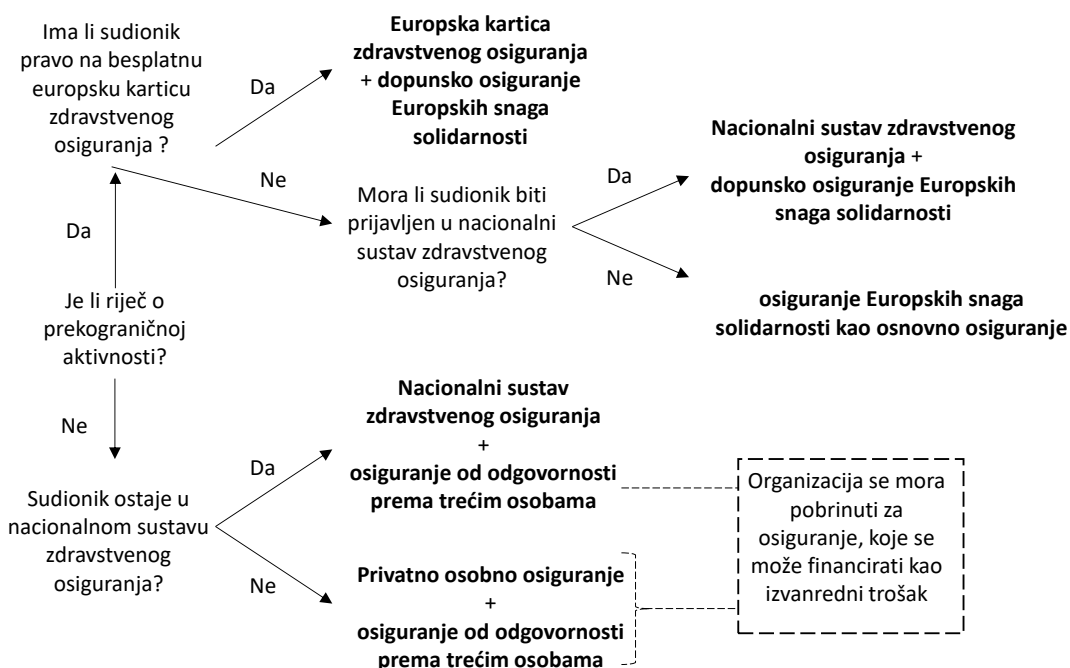 Ima li sudionik
pravo na besplatnu
europsku karticu
zdravstvenog
osiguranja ?
Da
Europska kartica
zdravstvenog osiguranja
+ dopunsko osiguranje
Europskih snaga
solidarnosti
Ne
Mora li sudionik biti
prijavljen u nacionalni
sustav zdravstvenog
osiguranja?
Da
Nacionalni sustav zdravstvenog
osiguranja +
dopunsko osiguranje Europskih
snaga solidarnosti
Ne
osiguranje Europskih snaga
solidarnosti kao osnovno osiguranje
Da
Je li riječ o
prekograničnoj
aktivnosti?
Ne
Sudionik ostaje u
nacionalnom sustavu
zdravstvenog
osiguranja?
Da
Nacionalni sustav
zdravstvenog osiguranja
+
osiguranje od odgovornosti
prema trećim osobama
Ne
Privatno osobno osiguranje
+
osiguranje od odgovornosti
prema trećim osobama
Organizacija se mora
pobrinuti za
osiguranje, koje se
može financirati kao
izvanredni trošak